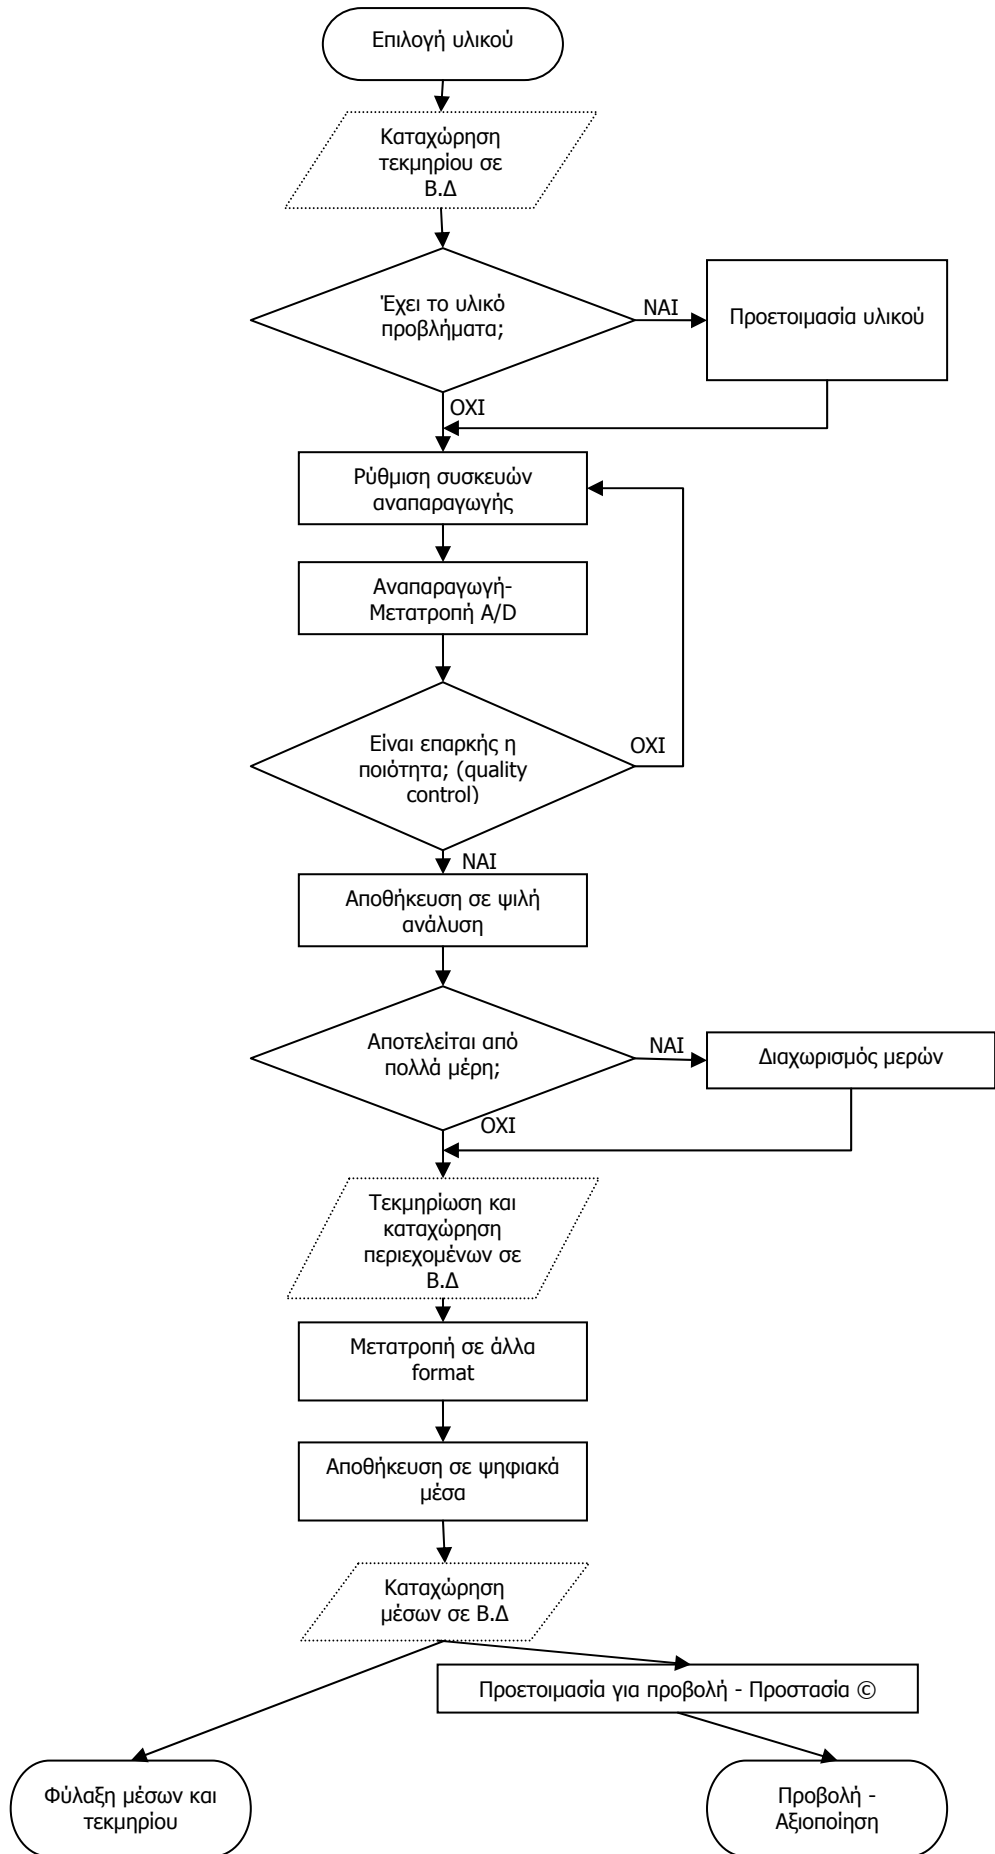 Επιλογή υλικού
Καταχώρηση
τεκμηρίου σε
Β.Δ
Έχει το υλικό
προβλήματα;
ΝΑΙ
Προετοιμασία υλικού
ΟΧΙ
Ρύθμιση συσκευών
αναπαραγωγής
Αναπαραγωγή-
Μετατροπή A/D
Είναι επαρκής η
ποιότητα; (quality
control)
ΟΧΙ
ΝΑΙ
Αποθήκευση σε ψιλή
ανάλυση
Αποτελείται από
πολλά μέρη;
ΝΑΙ
Διαχωρισμός μερών
ΟΧΙ
Τεκμηρίωση και
καταχώρηση
περιεχομένων σε
Β.Δ
Μετατροπή σε άλλα
format
Αποθήκευση σε ψηφιακά
μέσα
Καταχώρηση
μέσων σε Β.Δ
Προετοιμασία για προβολή - Προστασία ©
Φύλαξη μέσων και
τεκμηρίου
Προβολή -
Αξιοποίηση